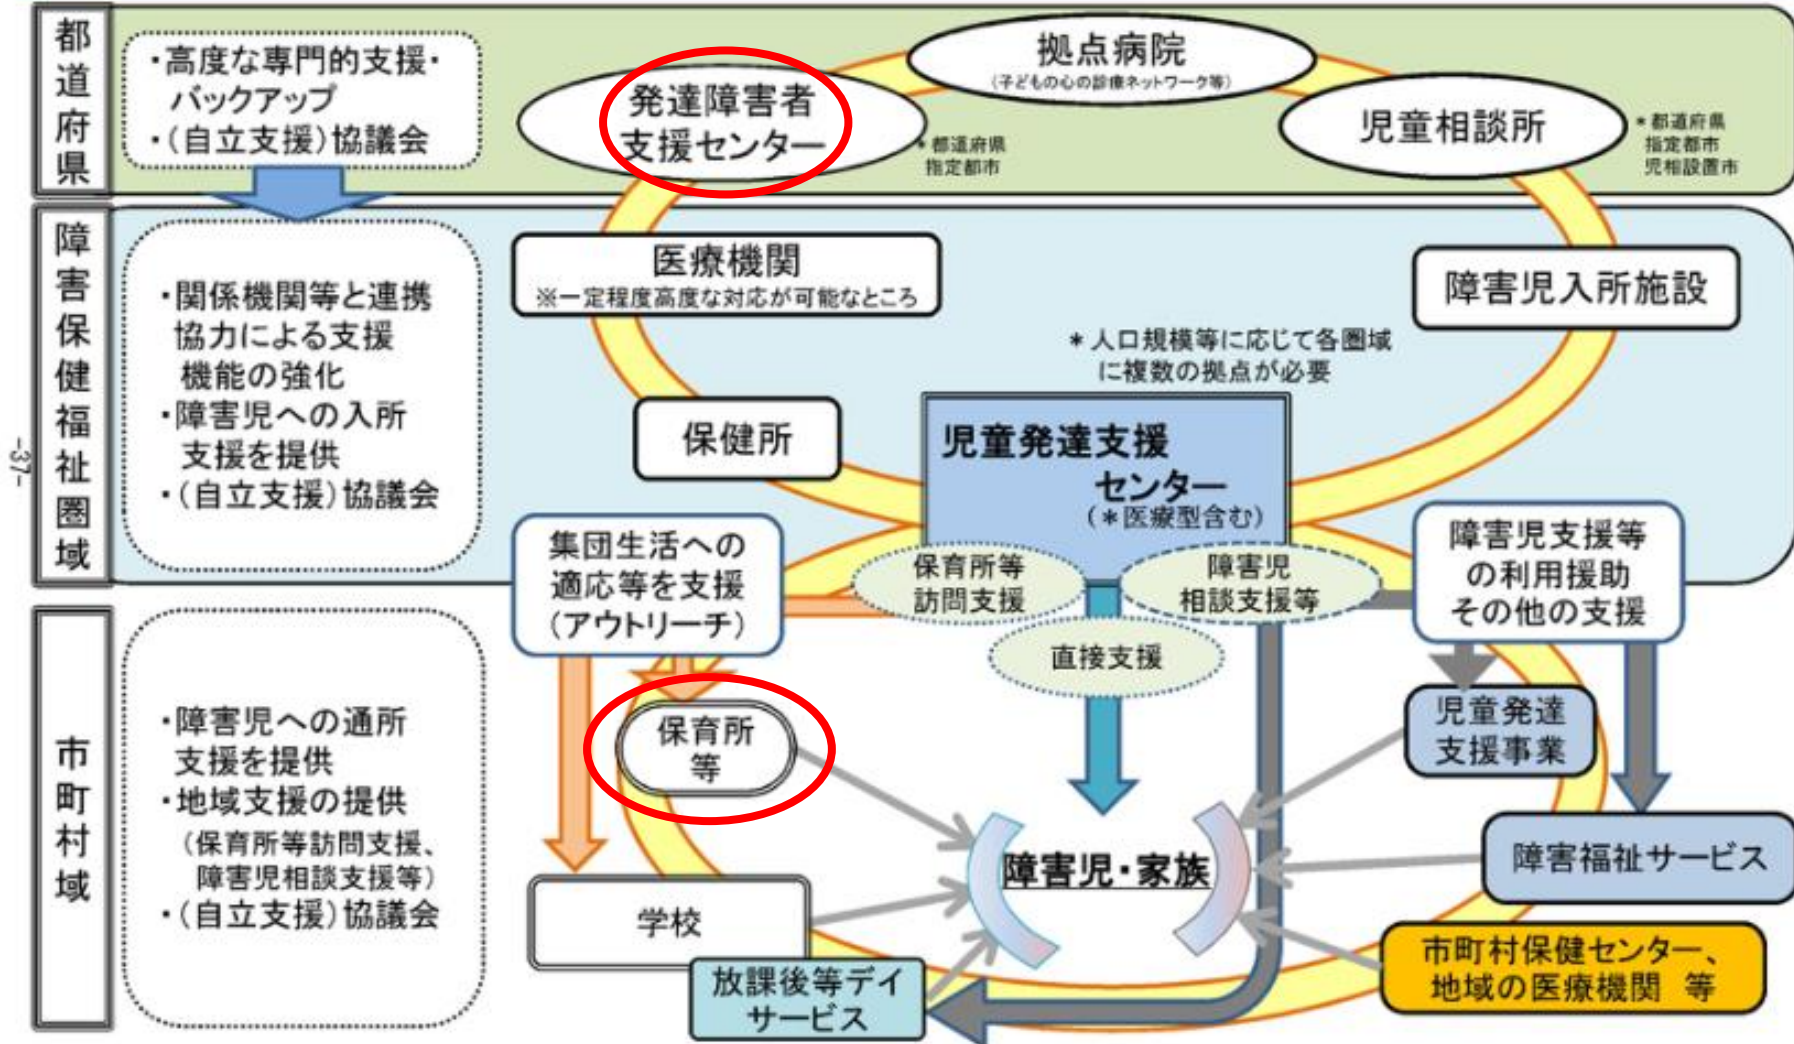 都道府県
・高度な専門的支援・
バックアップ
・(自立支援)協議会
発達障害者
支援センター
＊都道府県
指定都市
拠点病院
(子どもの心の診療ネットワーク等)
児童相談所
＊都道府県
指定都市
児相設置市
障害保健福祉圏域
・関係機関等と連携
協力による支援
機能の強化
・障害児への入所
支援を提供
・(自立支援)協議会
医療機関
※一定程度高度な対応が可能なところ
障害児入所施設
＊人口規模等に応じて各圏域
に複数の拠点が必要
保健所
児童発達支援
センター
(＊医療型含む)
集団生活への
適応等を支援
(アウトリーチ)
保育所等
訪問支援
障害児
相談支援等
障害児支援等
の利用援助
その他の支援
直接支援
-37-
市町村域
・障害児への通所
支援を提供
・地域支援の提供
(保育所等訪問支援、
障害児相談支援等)
・(自立支援)協議会
保育所
等
児童発達
支援事業
障害児・家族
障害福祉サービス
学校
放課後等デイ
サービス
市町村保健センター、
地域の医療機関 等